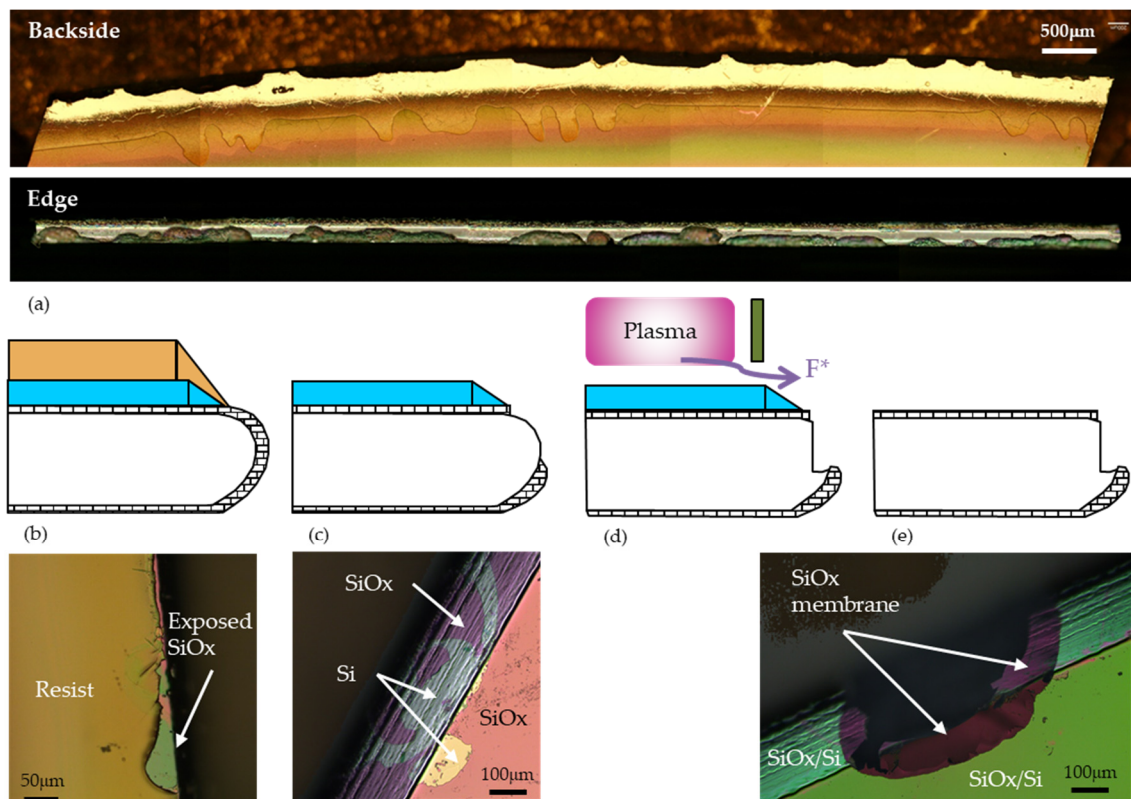 Backside
500μm
Edge
(a)
Plasma
F*
(b)
(c)
(d)
(e)
Exposed
SiOx
Resist
50μm
SiOx
Si
SiOx
100μm
SiOx
membrane
SiOx/Si
SiOx/Si
100μm